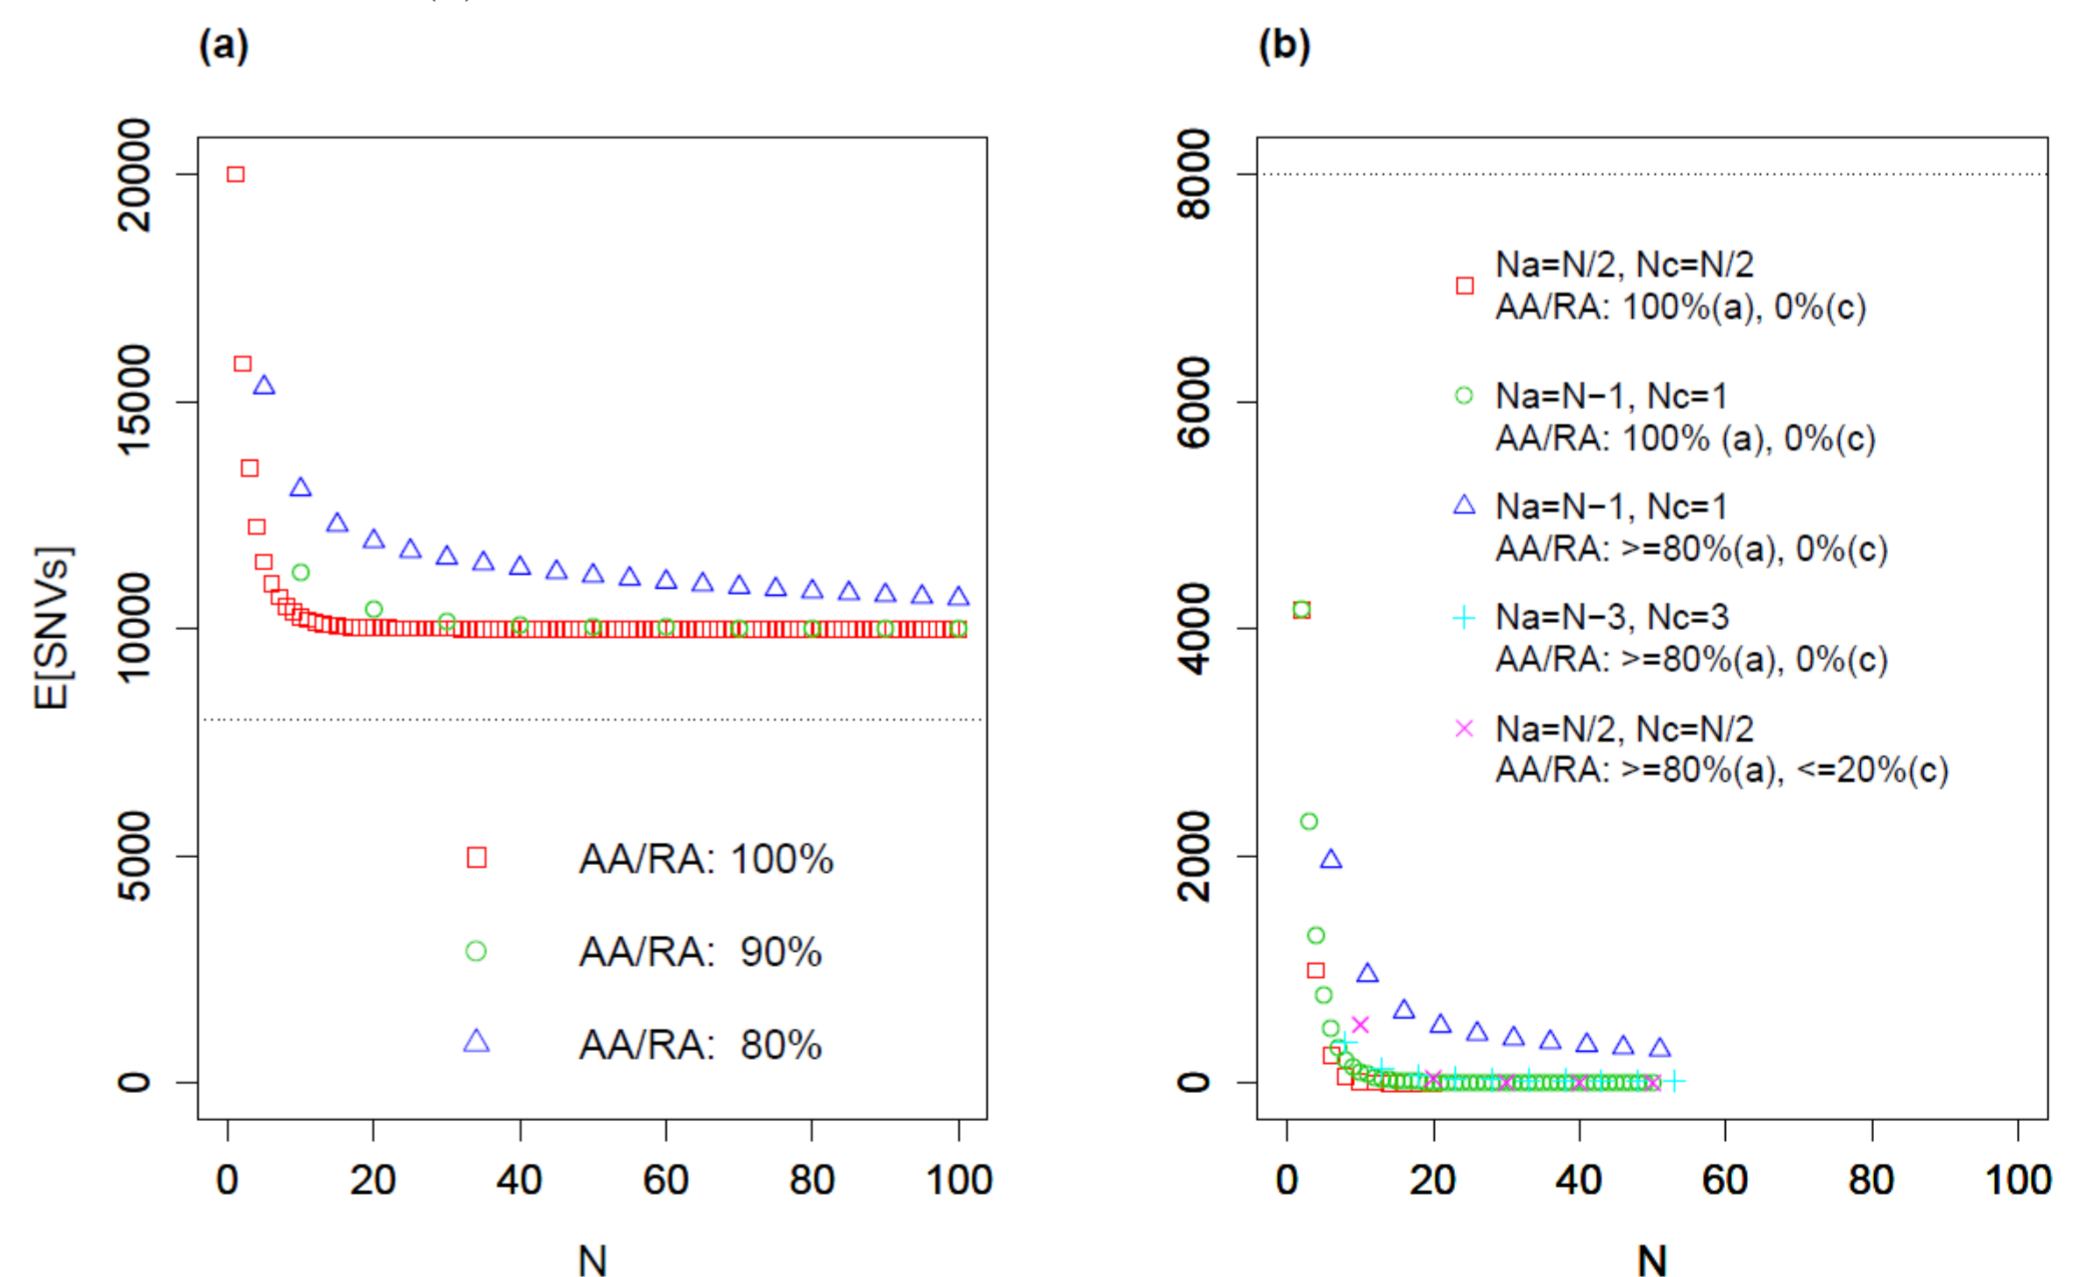 (a)
20000
15000
10000
5000
0
E[SNVs]
AA/RA: 100%
AA/RA: 90%
AA/RA: 80%
0 20 40 60 80 100
N
(b)
8000
6000
4000
2000
0
Na=N/2, Nc=N/2
AA/RA: 100%(a), 0%(c)
Na=N−1, Nc=1
AA/RA: 100% (a), 0%(c)
Na=N−1, Nc=1
AA/RA: >=80%(a), 0%(c)
Na=N−3, Nc=3
AA/RA: >=80%(a), 0%(c)
Na=N/2, Nc=N/2
AA/RA: >=80%(a), <=20%(c)
0 20 40 60 80 100
N